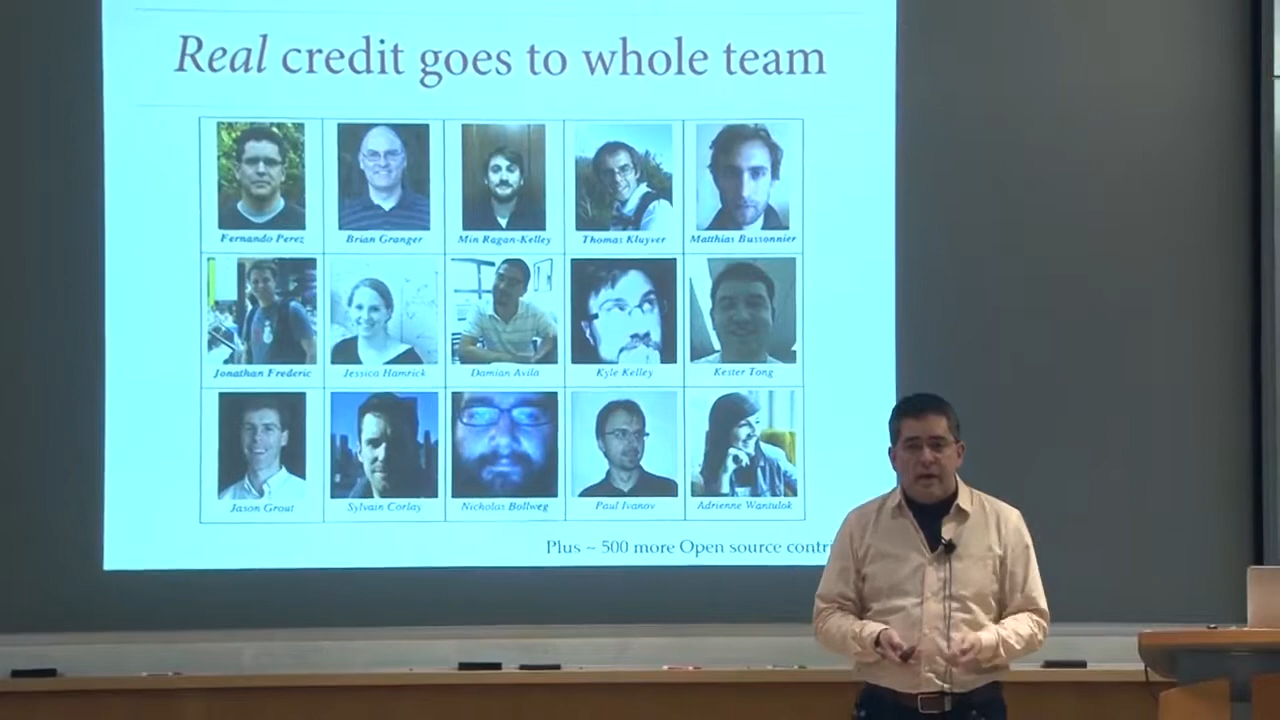 Real credit goes to whole team
Fernando Perez
Brian Granger
Min Ragan-Kelley
Thomas Kluyver
Matthias Bussonnier
Jonathan Frederic
Jessica Hamrick
Damian Avila
Kyle Kelley
Kester Tong
Jason Grout
Sylvain Corlay
Nicholas Bollweg
Paul Ivanov
Adrienne Wantulok
Plus ~ 500 more Open source contri